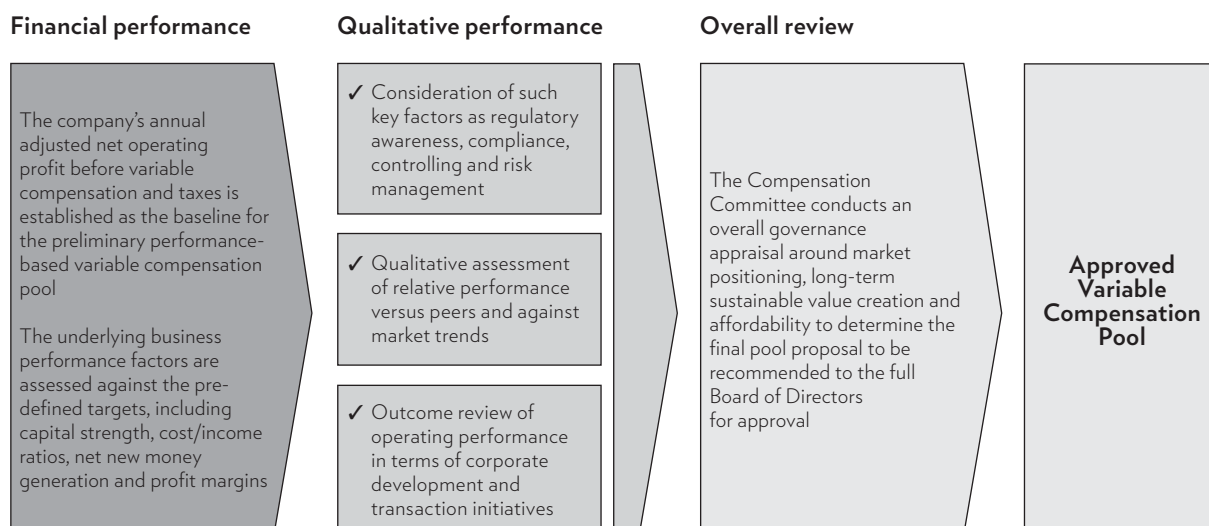 Financial performance
The company's annual
adjusted net operating
profit before variable
compensation and taxes is
established as the baseline for
the preliminary performance-
based variable compensation
pool
The underlying business
performance factors are
assessed against the pre-
defined targets, including
capital strength, cost/income
ratios, net new money
generation and profit margins
Qualitative performance
✓ Consideration of such
key factors as regulatory
awareness, compliance,
controlling and risk
management
✓ Qualitative assessment
of relative performance
versus peers and against
market trends
✓ Outcome review of
operating performance
in terms of corporate
development and
transaction initiatives
Overall review
The Compensation
Committee conducts an
overall governance
appraisal around market
positioning, long-term
sustainable value creation and
affordability to determine the
final pool proposal to be
recommended to the full
Board of Directors
for approval
Approved
Variable
Compensation
Pool